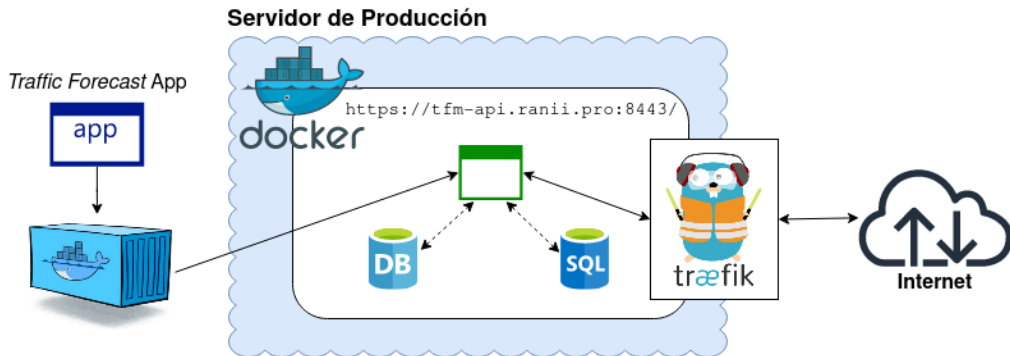 Servidor de Producción
Traffic Forecast App
app
docker
https://tfm-api.ranii.pro:8443/
DB
SQL
træfik
Internet